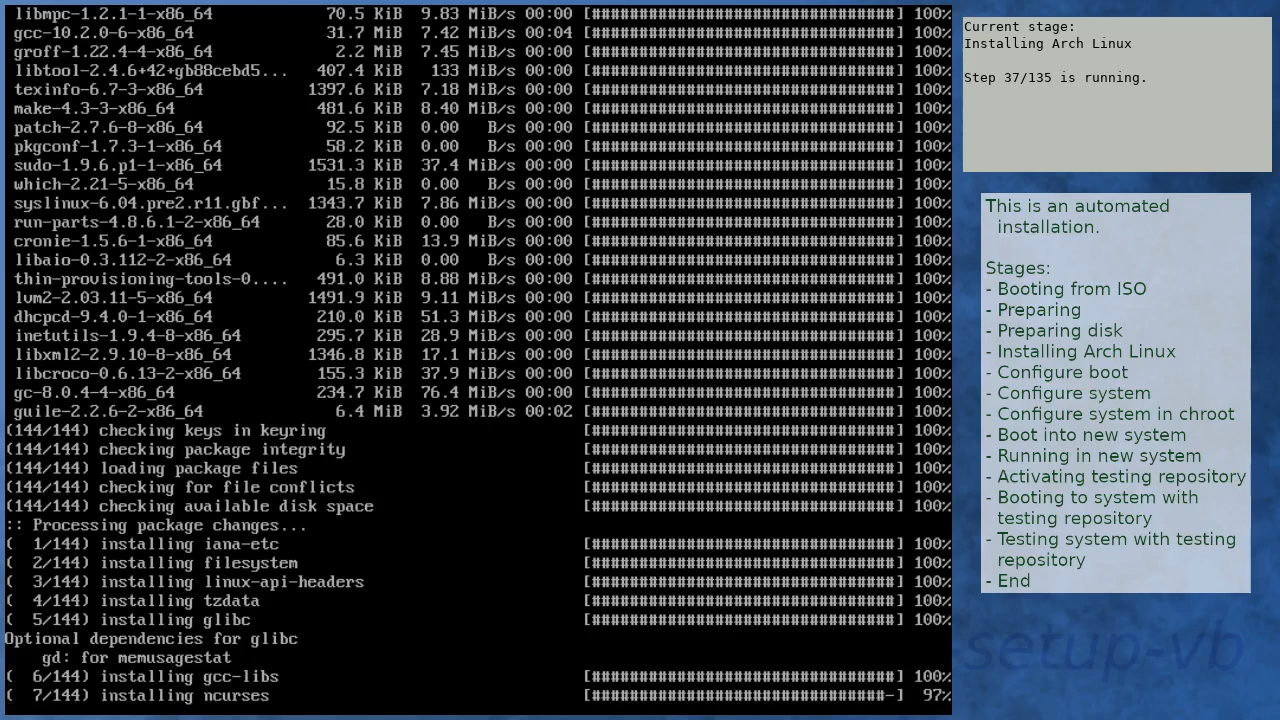 libmpc-1.2.1-1-x86_64 70.5 KiB 9.83 MiB/s 00:00 [################################] 100%
gcc-10.2.0-6-x86_64 31.7 MiB 7.42 MiB/s 00:04 [################################] 100%
groff-1.22.4-4-x86_64 2.2 MiB 7.45 MiB/s 00:00 [################################] 100%
libtool-2.4.6+42+gb88cebd5... 407.4 KiB 133 MiB/s 00:00 [################################] 100%
texinfo-6.7-3-x86_64 1397.6 KiB 7.18 MiB/s 00:00 [################################] 100%
make-4.3-3-x86_64 481.6 KiB 8.40 MiB/s 00:00 [################################] 100%
patch-2.7.6-8-x86_64 92.5 KiB 0.00 B/s 00:00 [################################] 100%
pkgconf-1.7.3-1-x86_64 58.2 KiB 0.00 B/s 00:00 [################################] 100%
sudo-1.9.6.p1-1-x86_64 1531.3 KiB 37.4 MiB/s 00:00 [################################] 100%
which-2.21-5-x86_64 15.8 KiB 0.00 B/s 00:00 [################################] 100%
syslinux-6.04.pre2.r11.gbf... 1343.7 KiB 7.86 MiB/s 00:00 [################################] 100%
run-parts-4.8.6.1-2-x86_64 28.0 KiB 0.00 B/s 00:00 [################################] 100%
cronie-1.5.6-1-x86_64 85.6 KiB 13.9 MiB/s 00:00 [################################] 100%
libaio-0.3.112-2-x86_64 6.3 KiB 0.00 B/s 00:00 [################################] 100%
thin-provisioning-tools-0.... 491.0 KiB 8.88 MiB/s 00:00 [################################] 100%
lvm2-2.03.11-5-x86_64 1491.9 KiB 9.11 MiB/s 00:00 [################################] 100%
dhcpcd-9.4.0-1-x86_64 210.0 KiB 51.3 MiB/s 00:00 [################################] 100%
inetutils-1.9.4-8-x86_64 295.7 KiB 28.9 MiB/s 00:00 [################################] 100%
libxml2-2.9.10-8-x86_64 1346.8 KiB 17.1 MiB/s 00:00 [################################] 100%
libcroco-0.6.13-2-x86_64 155.3 KiB 37.9 MiB/s 00:00 [################################] 100%
gc-8.0.4-4-x86_64 234.7 KiB 76.4 MiB/s 00:00 [################################] 100%
guile-2.2.6-2-x86_64 6.4 MiB 3.92 MiB/s 00:02 [################################] 100%
(144/144) checking keys in keyring [################################] 100%
(144/144) checking package integrity [################################] 100%
(144/144) loading package files [################################] 100%
(144/144) checking for file conflicts [################################] 100%
(144/144) checking available disk space [################################] 100%
:: Processing package changes...
( 1/144) installing iana-etc [################################] 100%
( 2/144) installing filesystem [################################] 100%
( 3/144) installing linux-api-headers [################################] 100%
( 4/144) installing tzdata [################################] 100%
( 5/144) installing glibc [################################] 100%
Optional dependencies for glibc
gd: for memusagestat
( 6/144) installing gcc-libs [################################] 100%
( 7/144) installing ncurses [###############################-] 97%
Current stage:
Installing Arch Linux
Step 37/135 is running.
This is an automated
installation.
Stages:
- Booting from ISO
- Preparing
- Preparing disk
- Installing Arch Linux
- Configure boot
- Configure system
- Configure system in chroot
- Boot into new system
- Running in new system
- Activating testing repository
- Booting to system with
testing repository
- Testing system with testing
repository
- End
setup-vb